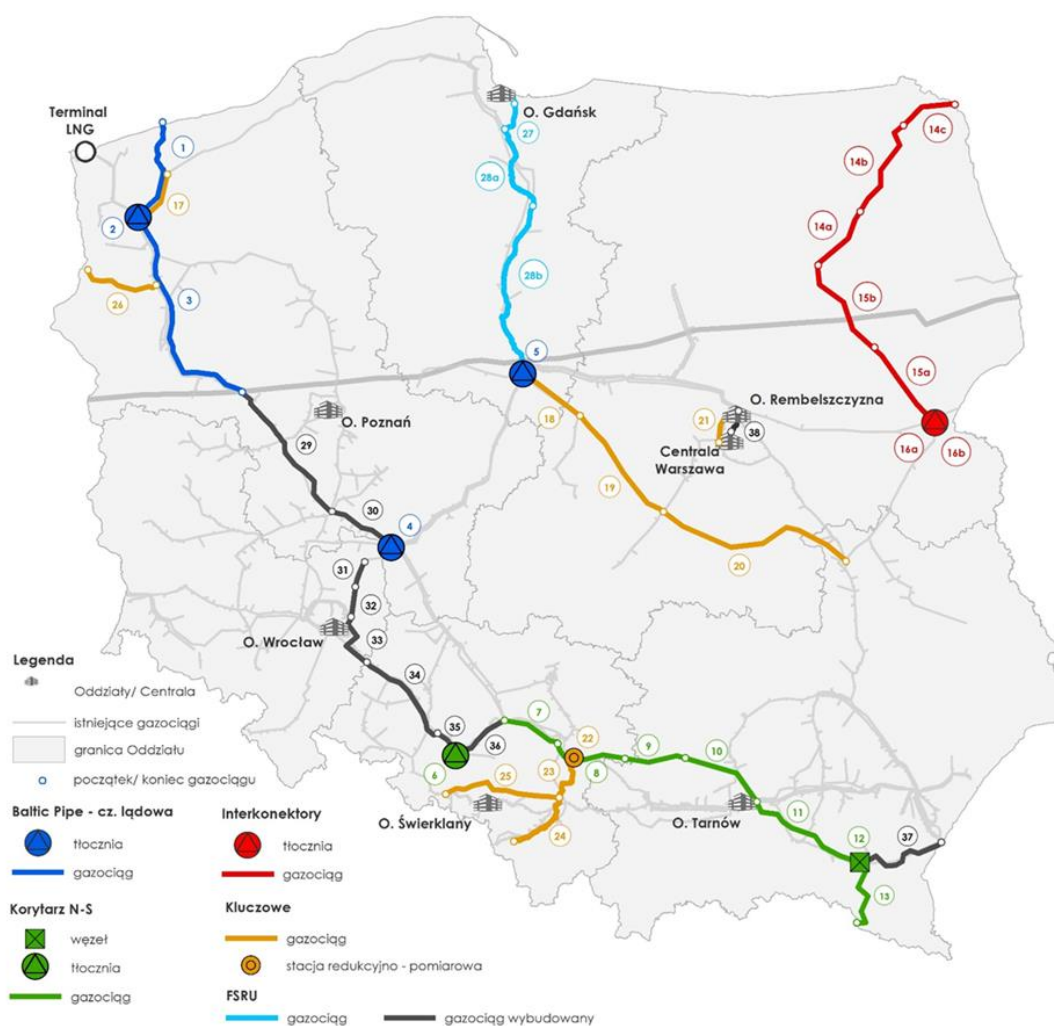 Terminal
LNG
O. Gdańsk
1
27
14c
14b
28a
17
2
14a
28b
26
3
15b
5
15a
O. Rembelszczyzna
18
21
38
O. Poznań
16a
16b
Centrala
Warszawa
29
19
30
4
20
31
32
O. Wrocław
33
34
35
36
7
22
9
10
6
25
23
8
O. Świerklany
24
O. Tarnów
11
12
37
13
Legenda
Oddziały/ Centrala
istniejące gazociągi
granica Oddziału
początek/ koniec gazociągu
Baltic Pipe - cz. lądowa
tłocznia
gazociąg
Korytarz N-S
węzeł
tłocznia
gazociąg
Interkonektory
tłocznia
gazociąg
Kluczowe
gazociąg
stacja redukcyjno - pomiarowa
FSRU
gazociąg
gazociąg wybudowany